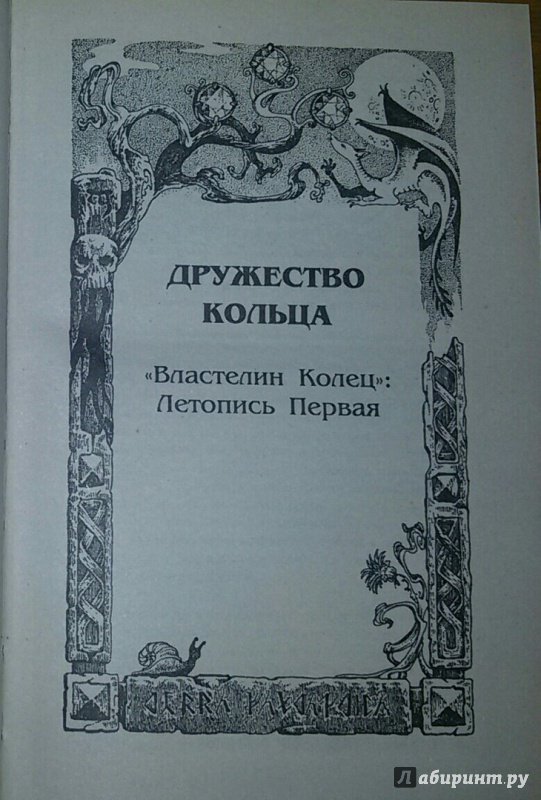 ДРУЖЕСТВО
КОЛЬЦА
«Властелин Колец»:
Летопись Первая
Лабиринт.ру